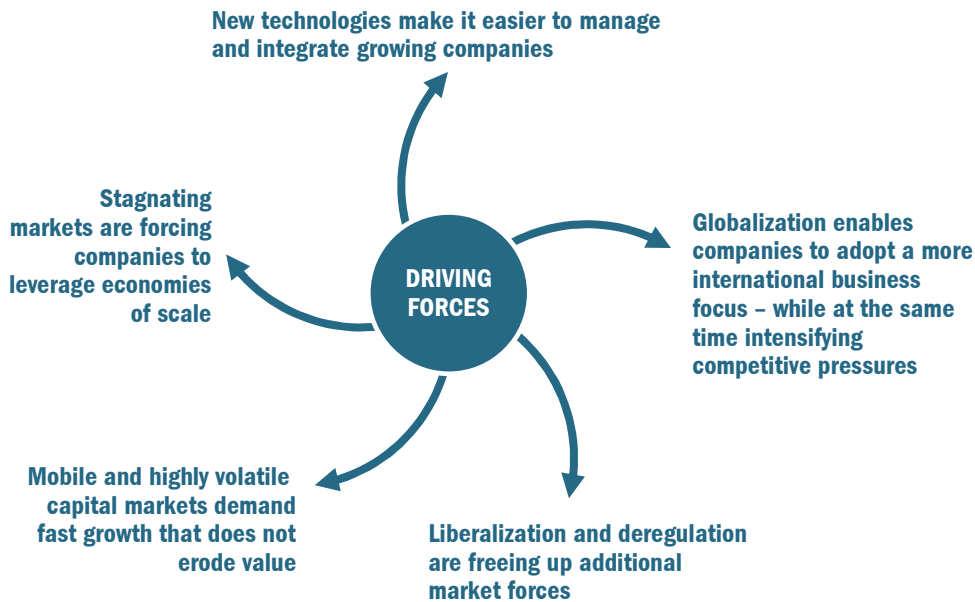 New technologies make it easier to manage
and integrate growing companies
Stagnating
markets are forcing
companies to
leverage economies
of scale
DRIVING
FORCES
Globalization enables
companies to adopt a more
international business
focus – while at the same
time intensifying
competitive pressures
Mobile and highly volatile
capital markets demand
fast growth that does not
erode value
Liberalization and deregulation
are freeing up additional
market forces